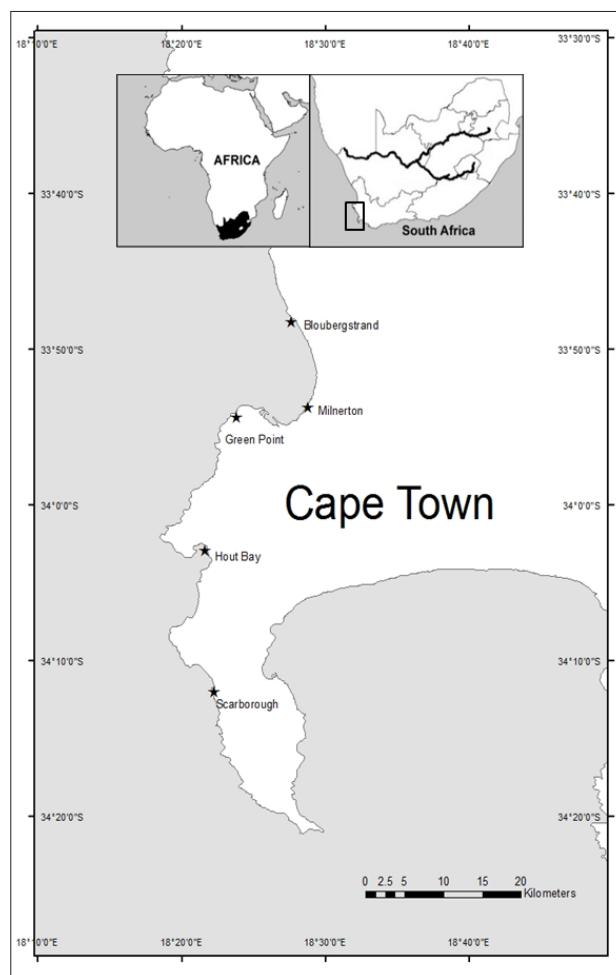 18°10'0"E 18°20'0"E 18°30'0"E 18°40'0"E 33°30'0"S
33°30'0"S
AFRICA
South Africa
33°40'0"S 33°40'0"S
Bloubergstrand
33°50'0"S 33°50'0"S
Milnerton
Green Point
Cape Town
34°0'0"S 34°0'0"S
Hout Bay
34°10'0"S 34°10'0"S
Scarborough
34°20'0"S 34°20'0"S
0 2.5 5 10 15 20
Kilometers
18°10'0"E 18°20'0"E 18°30'0"E 18°40'0"E